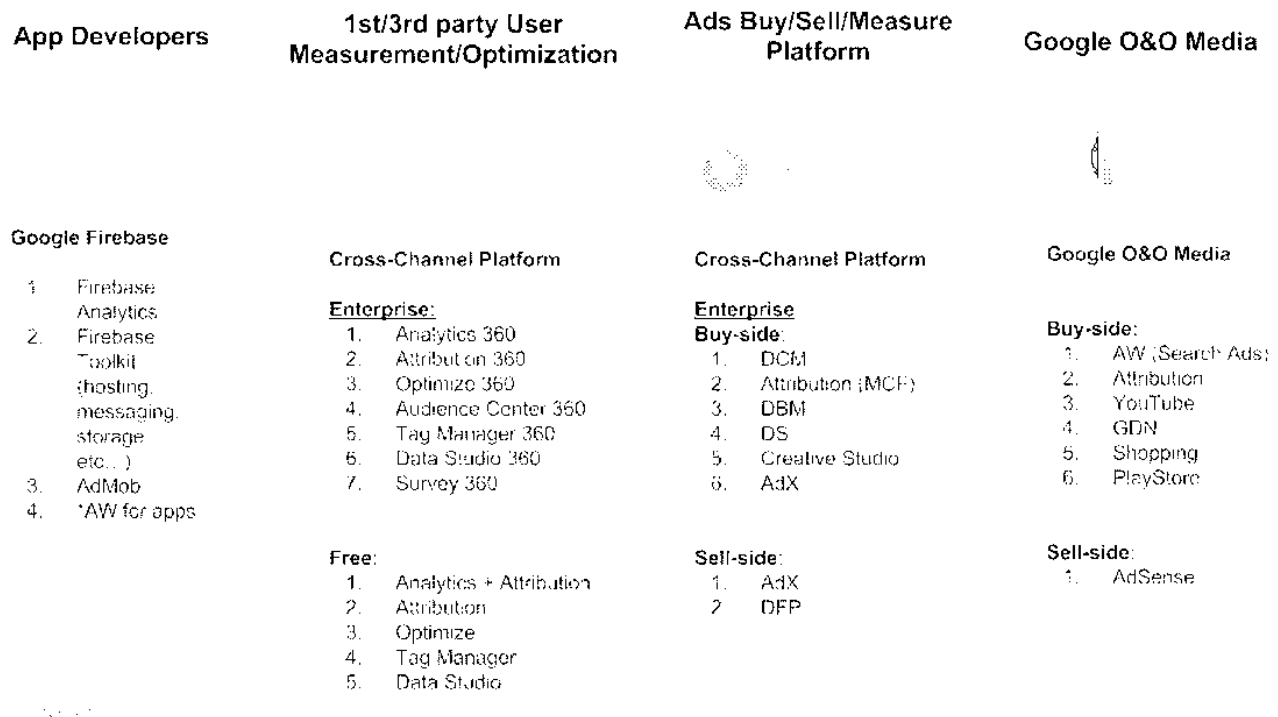 App Developers
1st/3rd party User
Measurement/Optimization
Ads Buy/Sell/Measure
Platform
Google O&O Media
Google Firebase
1. Firebase
Analytics
2. Firebase
Toolkit
(hosting,
messaging,
storage
etc...)
3. AdMob
4. *AW for apps
Cross-Channel Platform
Enterprise:
1. Analytics 360
2. Attribution 360
3. Optimize 360
4. Audience Center 360
5. Tag Manager 360
6. Data Studio 360
7. Survey 360
Free:
1. Analytics + Attribution
2. Attribution
3. Optimize
4. Tag Manager
5. Data Studio
Cross-Channel Platform
Enterprise
Buy-side:
1. DCM
2. Attribution (MCF)
3. DBM
4. DS
5. Creative Studio
6. AdX
Sell-side:
1. AdX
2 DFP
Google O&O Media
Buy-side:
1. AW (Search Ads)
2. Attribution
3. YouTube
4. GDN
5. Shopping
6. PlayStore
Sell-side:
1. AdSense